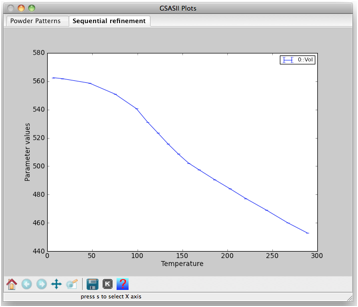 GSASII Plots
Powder Patterns Sequential refinement
0 Vol
580
560
540
520
500
480
460
440
Parameter values
0 50 100 150 200 250 300
Temperature
K ?
press s to select X axis